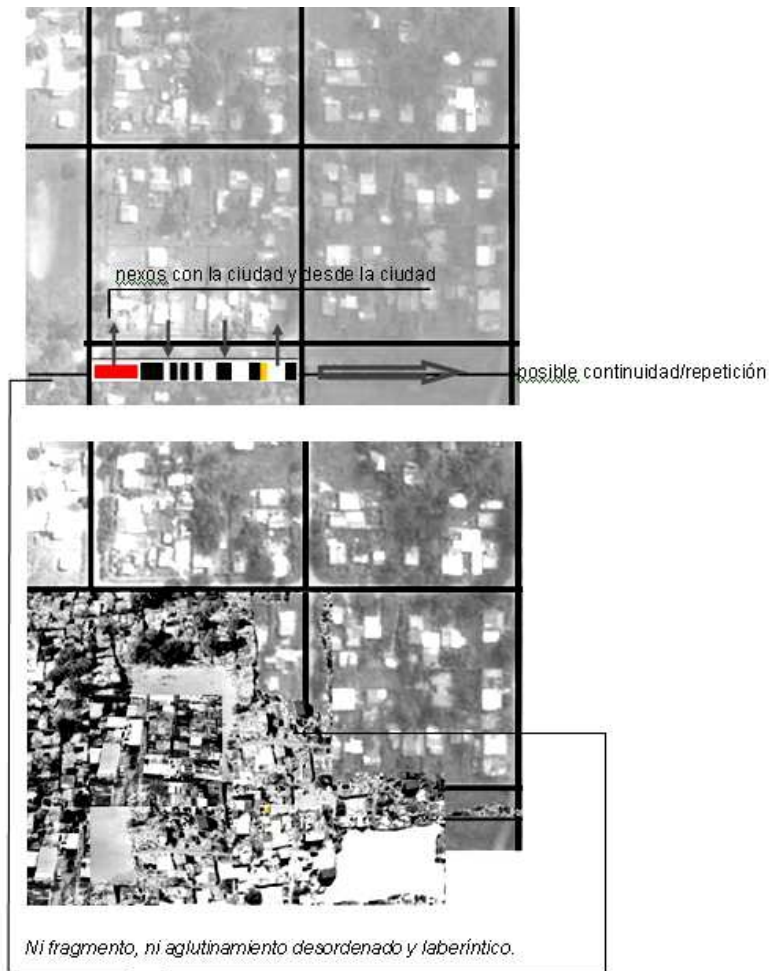 nexos con la ciudad y desde la ciudad
posible continuidad/repetición
Ni fragmento, ni aglutinamiento desordenado y laberíntico.